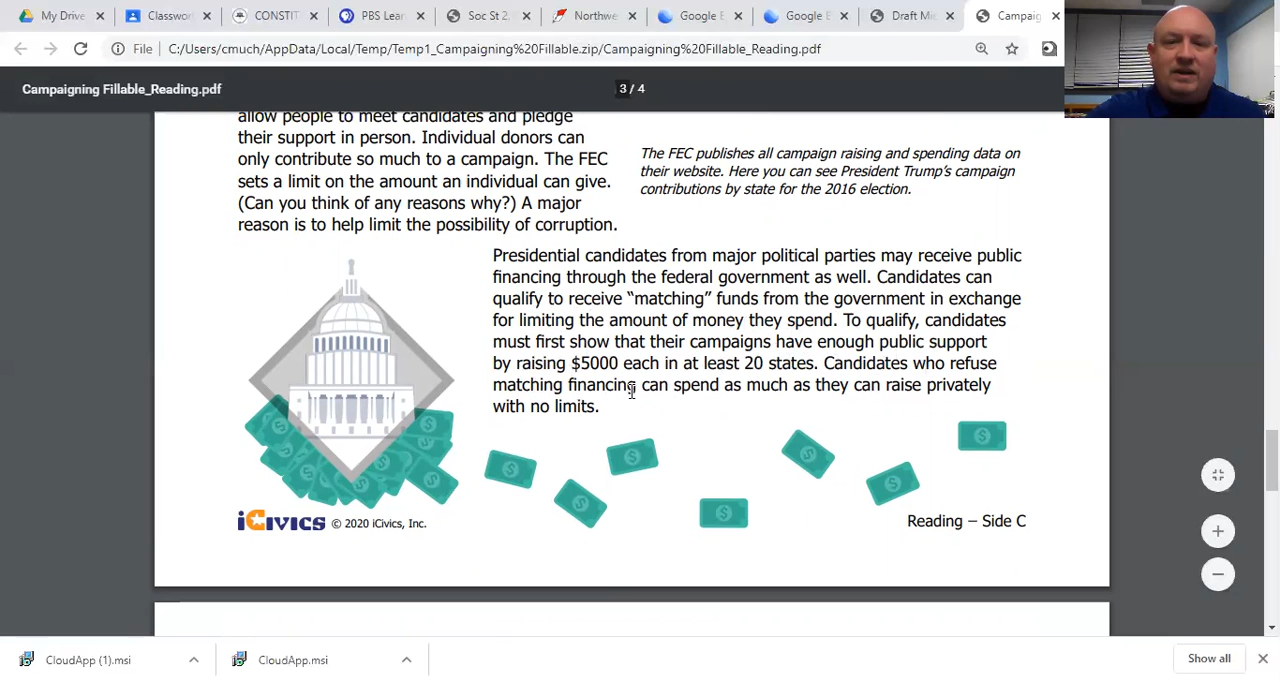 My Drive
Classwor
CONSTIT
PBS Lear
Soc St 2.
Northwe
Google E
Google E
Draft Mi
Campaig
File
C:/Users/cmuch/AppData/Local/Temp/Temp1_Campaigning%20Fillable.zip/Campaigning%20Fillable_Reading.pdf
Campaigning Fillable_Reading.pdf
3 / 4
allow people to meet candidates and pledge
their support in person. Individual donors can
only contribute so much to a campaign. The FEC
sets a limit on the amount an individual can give.
(Can you think of any reasons why?) A major
reason is to help limit the possibility of corruption.
The FEC publishes all campaign raising and spending data on
their website. Here you can see President Trump's campaign
contributions by state for the 2016 election.
Presidential candidates from major political parties may receive public
financing through the federal government as well. Candidates can
qualify to receive “matching” funds from the government in exchange
for limiting the amount of money they spend. To qualify, candidates
must first show that their campaigns have enough public support
by raising $5000 each in at least 20 states. Candidates who refuse
matching financing can spend as much as they can raise privately
with no limits.
iCivics © 2020 iCivics, Inc.
Reading – Side C
CloudApp (1).msi
CloudApp.msi
Show all